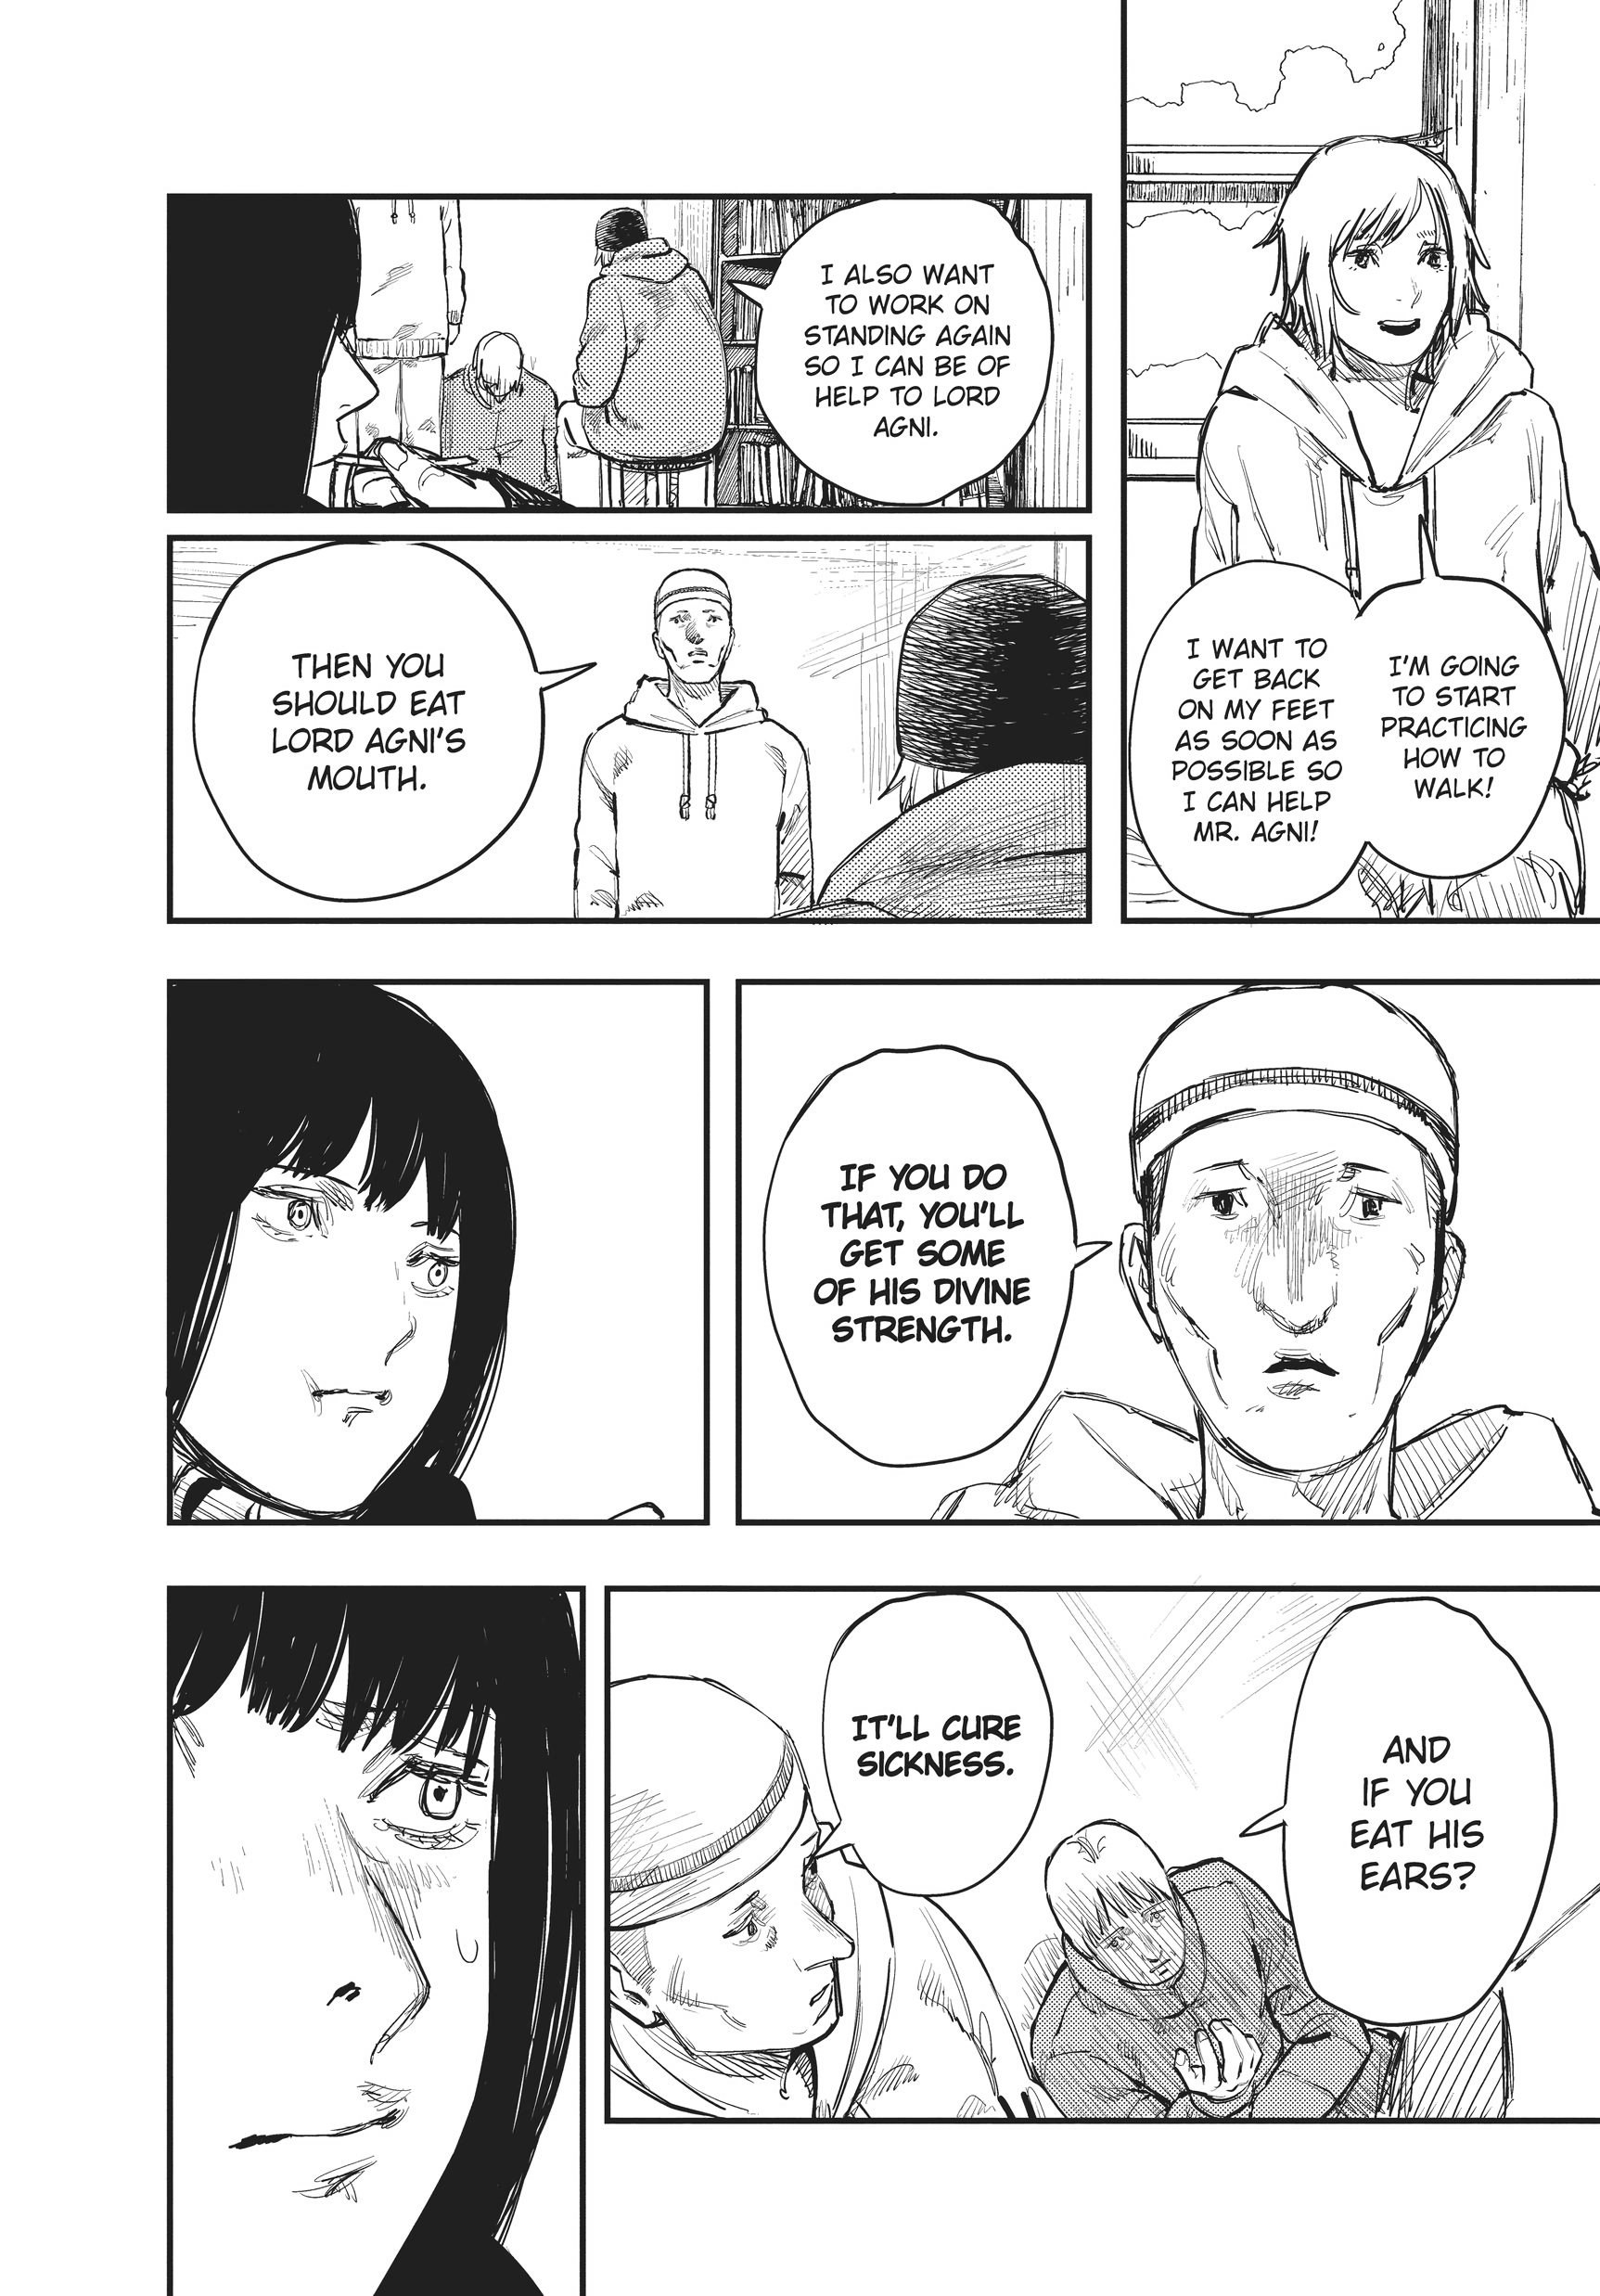 I'M GOING
TO START
PRACTICING
HOW TO
WALK!
I WANT TO
GET BACK
ON MY FEET
AS SOON AS
POSSIBLE SO
I CAN HELP
MR. AGNI!
I ALSO WANT
TO WORK ON
STANDING AGAIN
SO I CAN BE OF
HELP TO LORD
AGNI.
THEN YOU
SHOULD EAT
LORD AGNI'S
MOUTH.
IF YOU DO
THAT, YOU'LL
GET SOME
OF HIS DIVINE
STRENGTH.
AND
IF YOU
EAT HIS
EARS?
IT'LL CURE
SICKNESS.